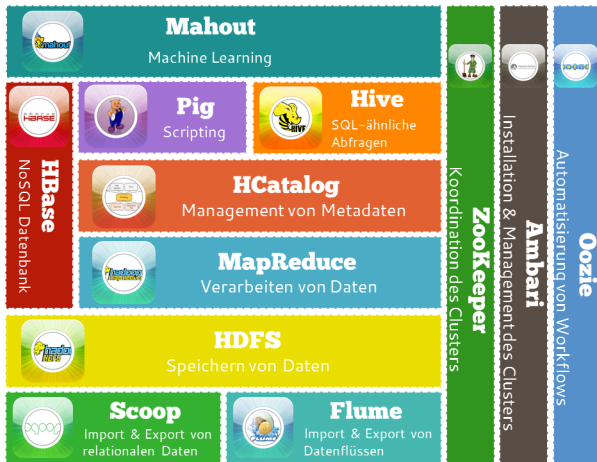 Mahout
Machine Learning
HBASE
HBase
NoSQL Datenbank
Pig
Scripting
HIVE
Hive
SQL-ähnliche
Abfragen
HCatalog
Management von Metadaten
MapReduce
Verarbeiten von Daten
HDFS
Speichern von Daten
Scoop
Import & Export von
relationalen Daten
Flume
Import & Export von
Datenflüssen
ZooKeeper
Koordination des Clusters
Ambari
Installation & Management des Clusters
Oozie
Automatisierung von Workflows